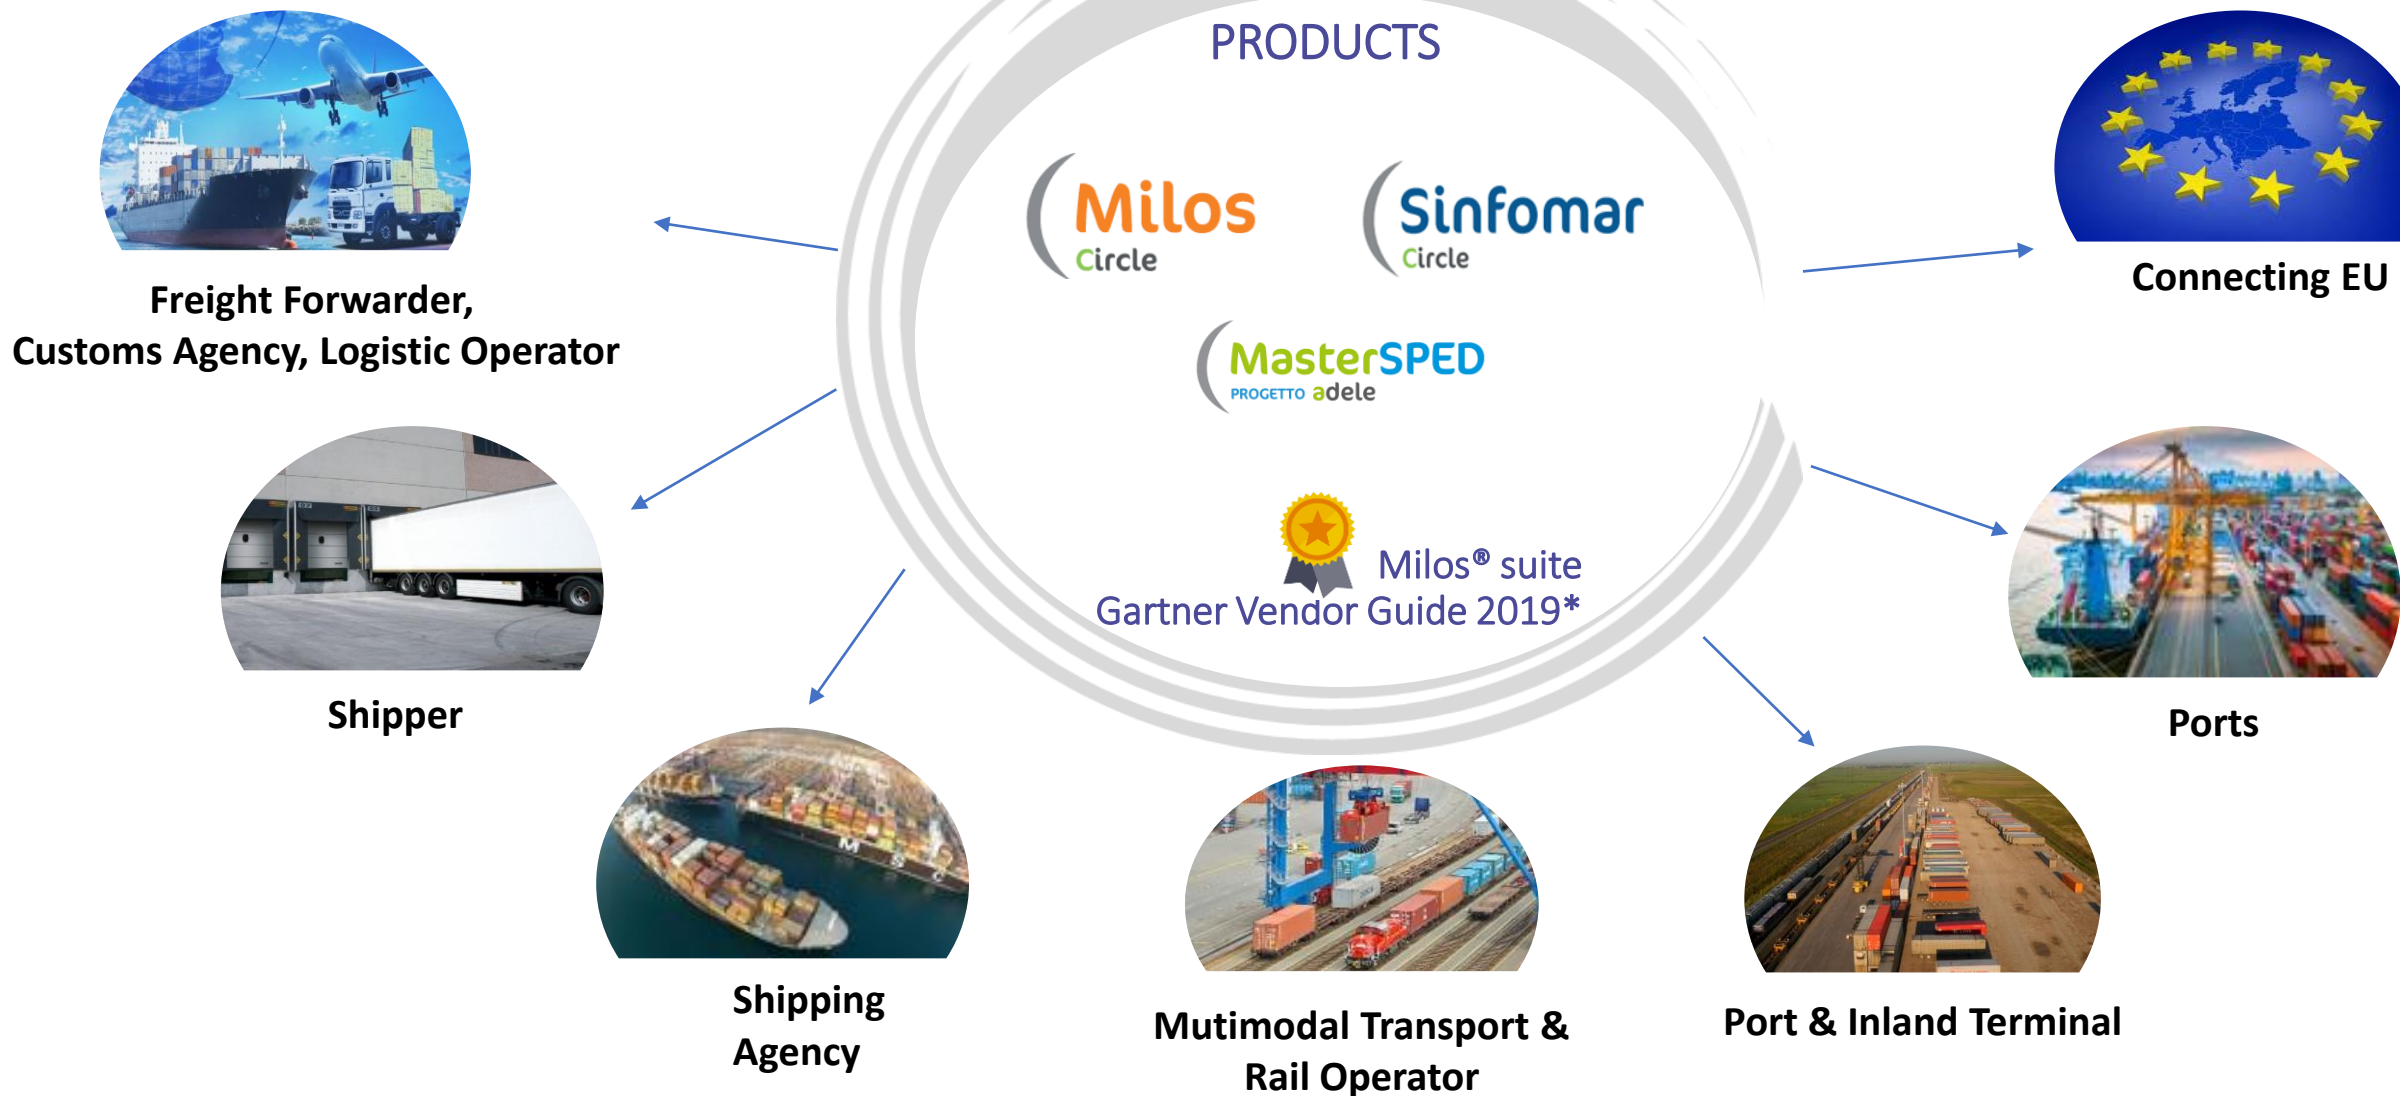 PRODUCTS
Milos
Circle
Sinfomar
Circle
MasterSPED
PROGETTO adele
Milos® suite
Gartner Vendor Guide 2019*
Freight Forwarder,
Customs Agency, Logistic Operator
Shipper
Shipping
Agency
Mutimodal Transport &
Rail Operator
Port & Inland Terminal
Ports
Connecting EU
M S C